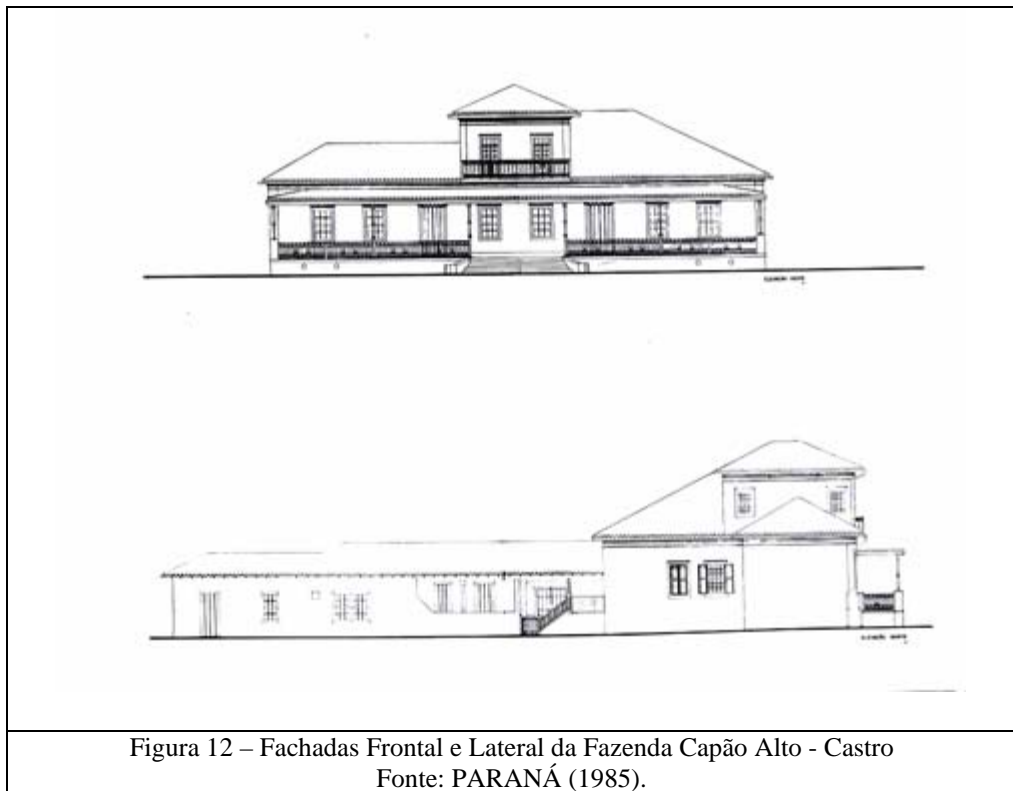 Figura 12 – Fachadas Frontal e Lateral da Fazenda Capão Alto - Castro
Fonte: PARANÁ (1985).